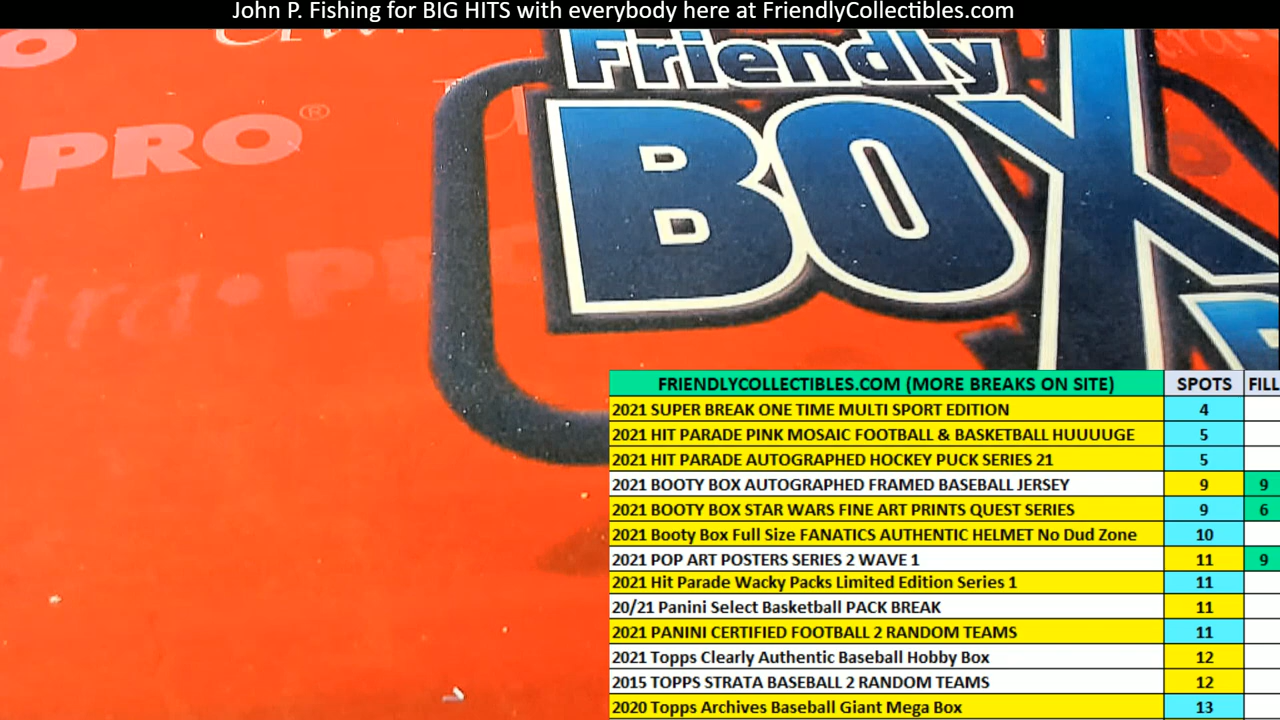 John P. Fishing for BIG HITS with everybody here at FriendlyCollectibles.com
PRO®
Friendly
BOX
PRO
FRIENDLYCOLLECTIBLES.COM (MORE BREAKS ON SITE) SPOTS FILL
2021 SUPER BREAK ONE TIME MULTI SPORT EDITION 4
2021 HIT PARADE PINK MOSAIC FOOTBALL & BASKETBALL HUUUUGE 5
2021 HIT PARADE AUTOGRAPHED HOCKEY PUCK SERIES 21 5
2021 BOOTY BOX AUTOGRAPHED FRAMED BASEBALL JERSEY 9 9
2021 BOOTY BOX STAR WARS FINE ART PRINTS QUEST SERIES 9 6
2021 Booty Box Full Size FANATICS AUTHENTIC HELMET No Dud Zone 10
2021 POP ART POSTERS SERIES 2 WAVE 1 11 9
2021 Hit Parade Wacky Packs Limited Edition Series 1 11
20/21 Panini Select Basketball PACK BREAK 11
2021 PANINI CERTIFIED FOOTBALL 2 RANDOM TEAMS 11
2021 Topps Clearly Authentic Baseball Hobby Box 12
2015 TOPPS STRATA BASEBALL 2 RANDOM TEAMS 12
2020 Topps Archives Baseball Giant Mega Box 13